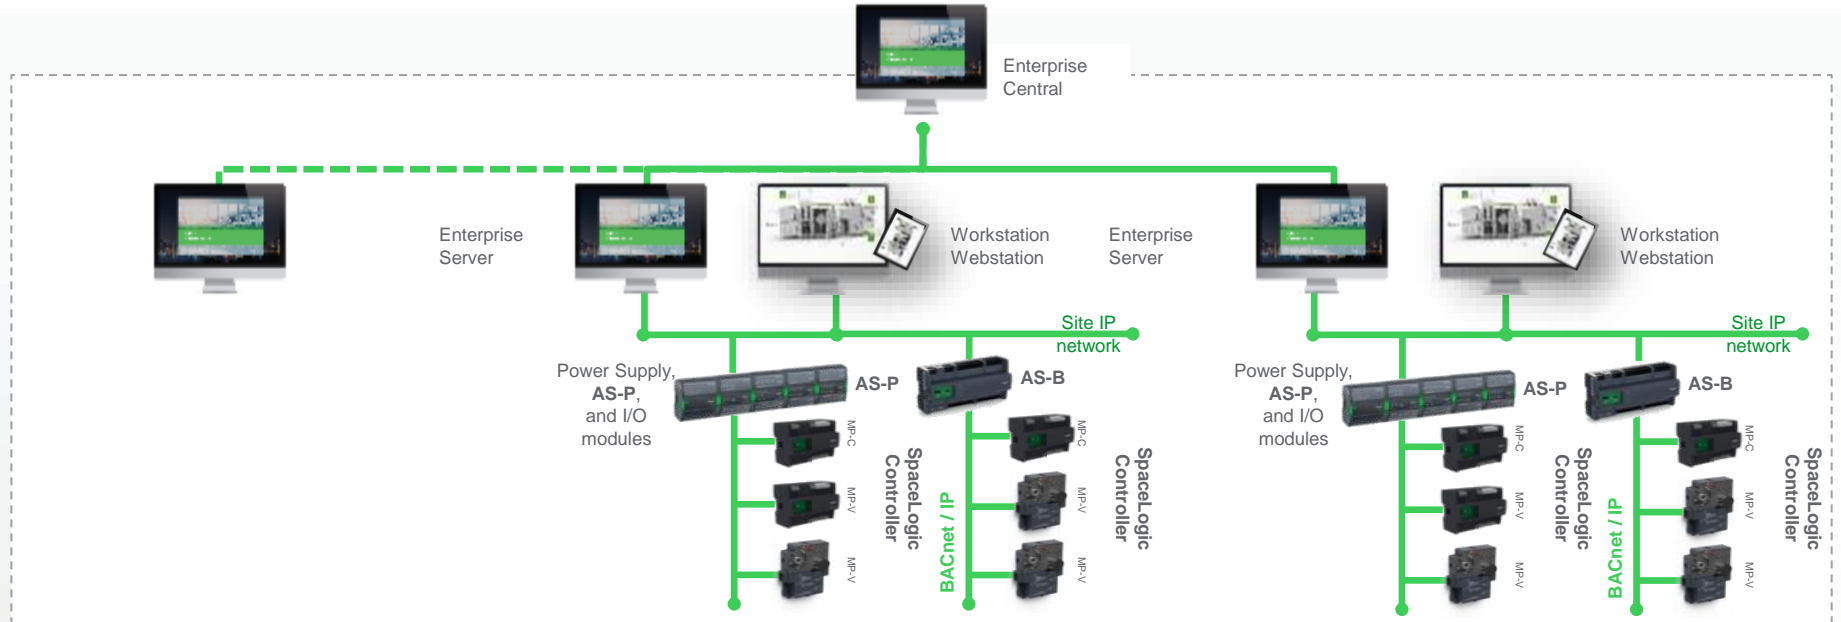 Enterprise
Central
Enterprise
Server
Workstation
Webstation
Enterprise
Server
Workstation
Webstation
Site IP
network
Site IP
network
Power Supply,
AS-P,
and I/O
modules
AS-P
AS-B
Power Supply,
AS-P,
and I/O
modules
AS-P
AS-B
MP-C
MP-V
MP-V
SpaceLogic
Controller
BACnet / IP
MP-C
MP-V
MP-V
SpaceLogic
Controller
MP-C
MP-V
MP-V
SpaceLogic
Controller
BACnet / IP
MP-C
MP-V
MP-V
SpaceLogic
Controller